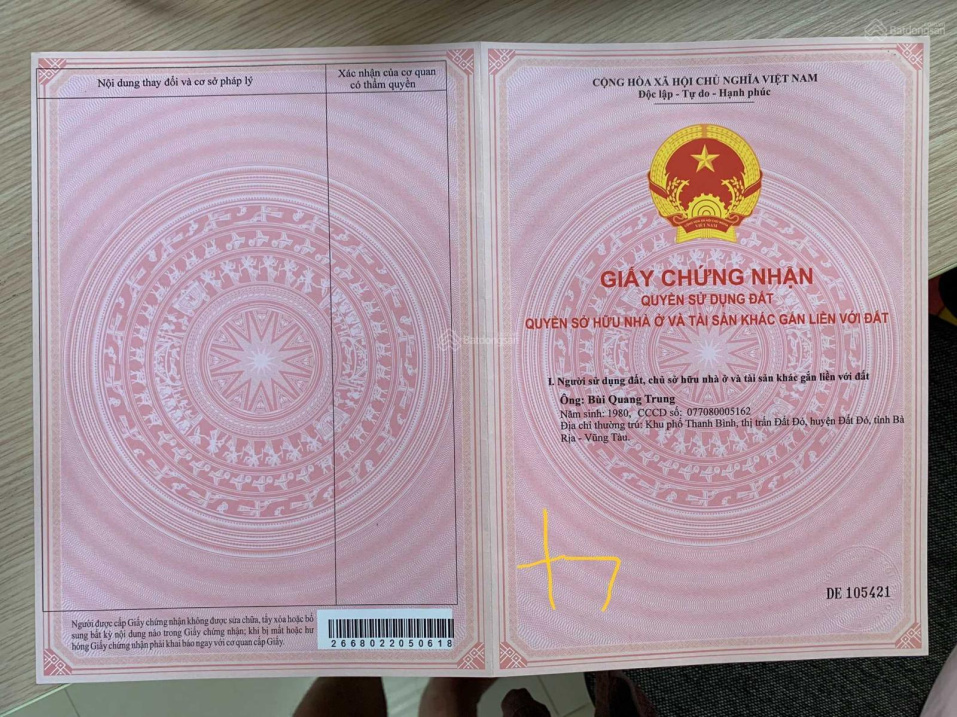 Batdongsan
Nội dung thay đổi và cơ sở pháp lý
Xác nhận của cơ quan
có thẩm quyền
Người được cấp Giấy chứng nhận không được sửa chữa, tẩy xóa hoặc bổ
sung bất kỳ nội dung nào trong Giấy chứng nhận; khi bị mất hoặc hư
hỏng Giấy chứng nhận phải khai báo ngay với cơ quan cấp Giấy.
2668022050618
CỘNG HÒA XÃ HỘI CHỦ NGHĨA VIỆT NAM
Độc lập - Tự do - Hạnh phúc
VIỆT NAM
GIẤY CHỨNG NHẬN
QUYỀN SỬ DỤNG ĐẤT
QUYỀN SỞ HỮU NHÀ Ở VÀ TÀI SẢN KHÁC GẮN LIỀN VỚI ĐẤT
Batdongsan
I. Người sử dụng đất, chủ sở hữu nhà ở và tài sản khác gắn liền với đất
Ông: Bùi Quang Trung
Năm sinh: 1980, CCCD số: 077080005162
Địa chỉ thường trú: Khu phố Thanh Bình, thị trấn Đất Đỏ, huyện Đất Đỏ, tỉnh Bà
Rịa - Vũng Tàu.
DE 105421